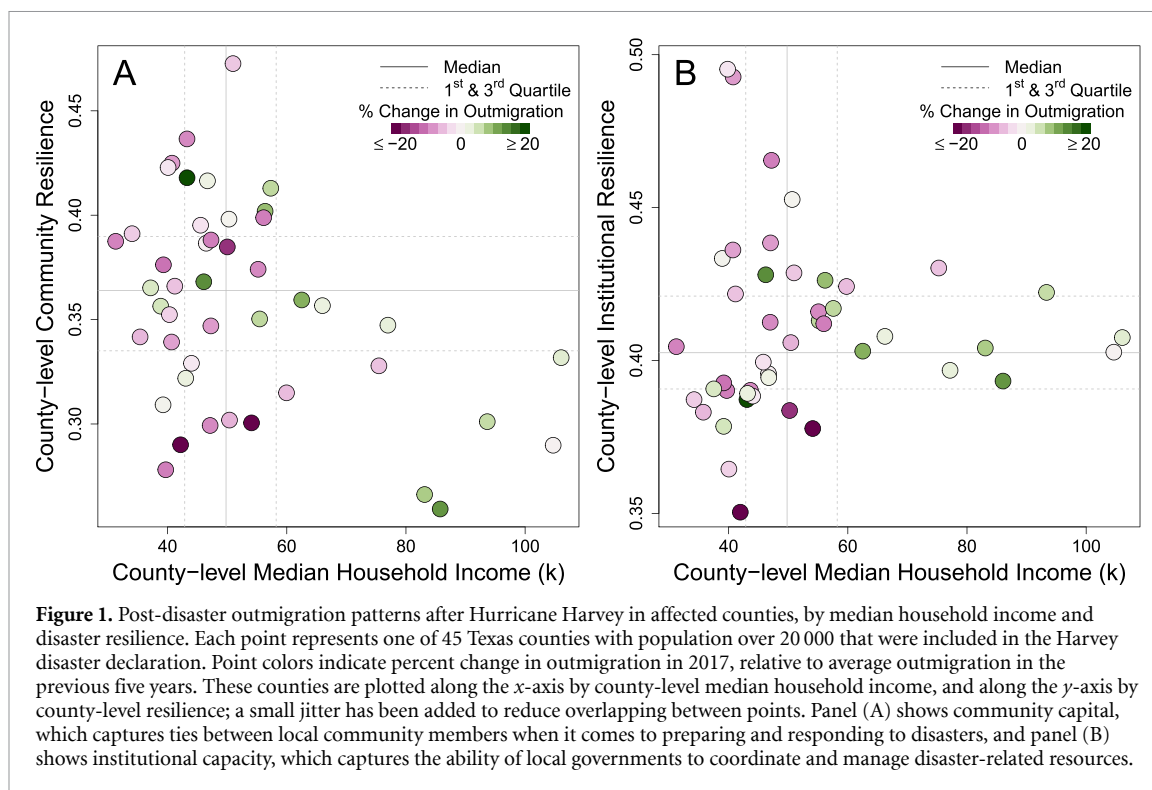 A
Median
1st & 3rd Quartile
% Change in Outmigration
≤ −20 0 ≥ 20
County−level Community Resilience
0.45
0.40
0.35
0.30
40 60 80 100
County−level Median Household Income (k)
B
Median
1st & 3rd Quartile
% Change in Outmigration
≤ −20 0 ≥ 20
County−level Institutional Resilience
0.50
0.45
0.40
0.35
40 60 80 100
County−level Median Household Income (k)
Figure 1. Post-disaster outmigration patterns after Hurricane Harvey in affected counties, by median household income and
disaster resilience. Each point represents one of 45 Texas counties with population over 20 000 that were included in the Harvey
disaster declaration. Point colors indicate percent change in outmigration in 2017, relative to average outmigration in the
previous five years. These counties are plotted along the x-axis by county-level median household income, and along the y-axis by
county-level resilience; a small jitter has been added to reduce overlapping between points. Panel (A) shows community capital,
which captures ties between local community members when it comes to preparing and responding to disasters, and panel (B)
shows institutional capacity, which captures the ability of local governments to coordinate and manage disaster-related resources.